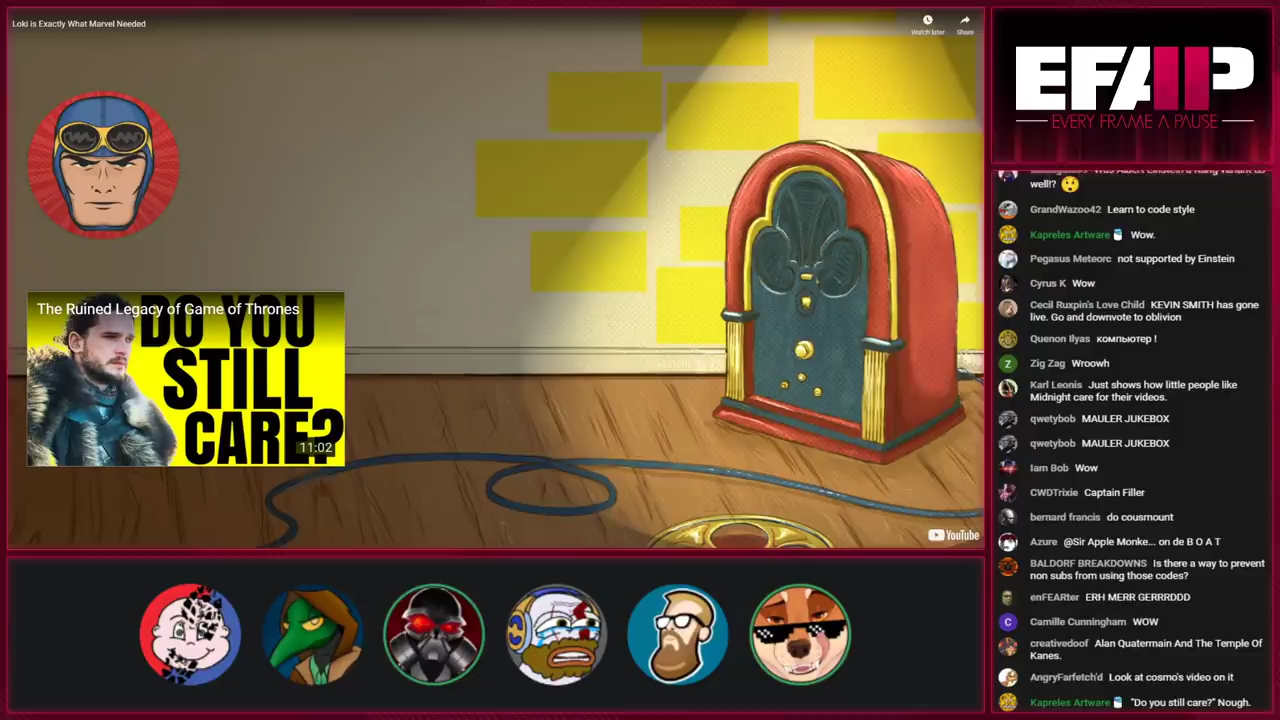 Loki is Exactly What Marvel Needed
Watch later
Share
The Ruined Legacy of Game of Thrones
DO YOU
STILL
CARE?
11:02
YouTube
EFAP
EVERY FRAME A PAUSE
well!?
GrandWazoo42 Learn to code style
Kapreles Artware Wow.
Pegasus Meteorc not supported by Einstein
Cyrus K Wow
Cecil Ruxpin's Love Child KEVIN SMITH has gone
live. Go and downvote to oblivion
Quenon Ilyas компьютер !
Z
Zig Zag Wroowh
Karl Leonis Just shows how little people like
Midnight care for their videos.
qwetybob MAULER JUKEBOX
qwetybob MAULER JUKEBOX
Iam Bob Wow
CWDTrixie Captain Filler
bernard francis do cousmount
Azure @Sir Apple Monke... on de B O A T
BALDORF BREAKDOWNS Is there a way to prevent
non subs from using those codes?
enFEARter ERH MERR GERRRDDD
C
Camille Cunningham WOW
creativedoof Alan Quatermain And The Temple Of
Kanes.
AngryFarfetch'd Look at cosmo's video on it
Kapreles Artware "Do you still care?" Nough.